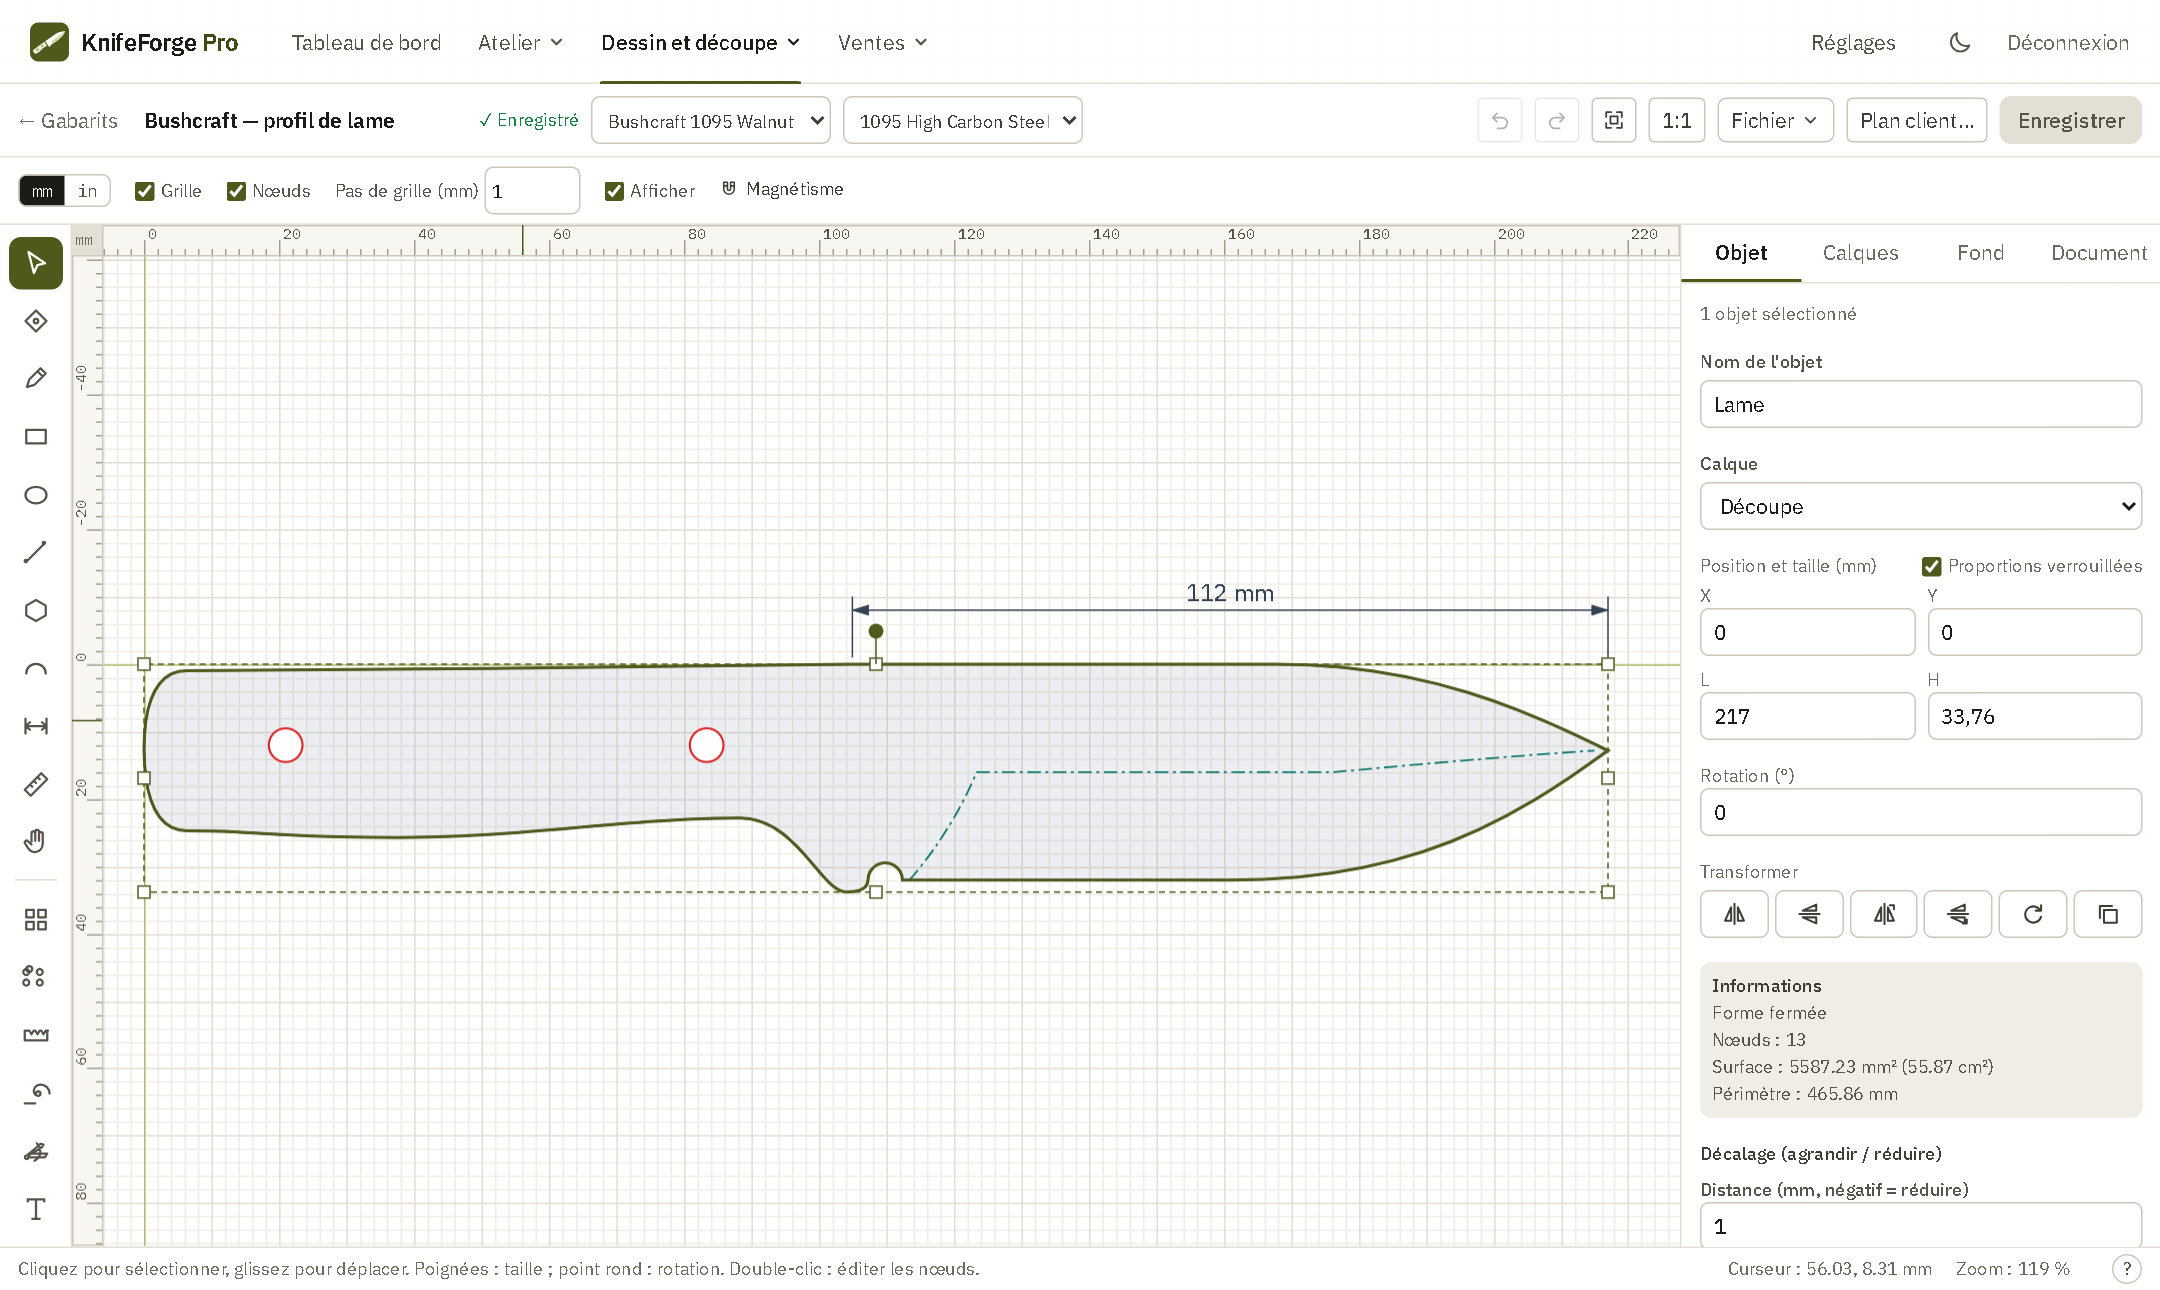 KnifeForge Pro Tableau de bord Atelier Dessin et découpe Ventes Réglages Déconnexion
← Gabarits Bushcraft — profil de lame ✓ Enregistré Bushcraft 1095 Walnut 1095 High Carbon Steel 1:1 Fichier Plan client... Enregistrer
mm in Grille Nœuds Pas de grille (mm) 1 Afficher Magnétisme
mm 0 20 40 60 80 100 120 140 160 180 200 220
-40
-20
0
20
40
60
80
112 mm
T
Objet Calques Fond Document
1 objet sélectionné
Nom de l'objet
Lame
Calque
Découpe
Position et taille (mm) Proportions verrouillées
X Y
0 0
L H
217 33,76
Rotation (°)
0
Transformer
Informations
Forme fermée
Nœuds : 13
Surface : 5587.23 mm² (55.87 cm²)
Périmètre : 465.86 mm
Décalage (agrandir / réduire)
Distance (mm, négatif = réduire)
1
Cliquez pour sélectionner, glissez pour déplacer. Poignées : taille ; point rond : rotation. Double-clic : éditer les nœuds. Curseur : 56.03, 8.31 mm Zoom : 119 % ?